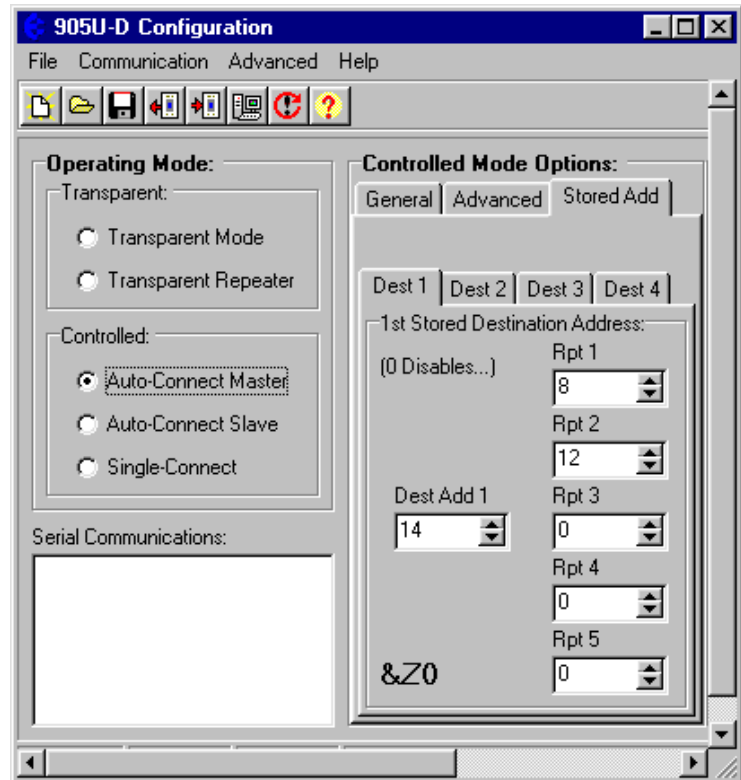 905U-D Configuration
File Communication Advanced Help
Operating Mode:
Transparent:
Transparent Mode
Transparent Repeater
Controlled:
Auto-Connect Master
Auto-Connect Slave
Single-Connect
Serial Communications:
Controlled Mode Options:
General Advanced Stored Add
Dest 1 Dest 2 Dest 3 Dest 4
1st Stored Destination Address:
(0 Disables...)
Rpt 1
8
Rpt 2
12
Dest Add 1
14
Rpt 3
0
Rpt 4
0
Rpt 5
0
&Z0